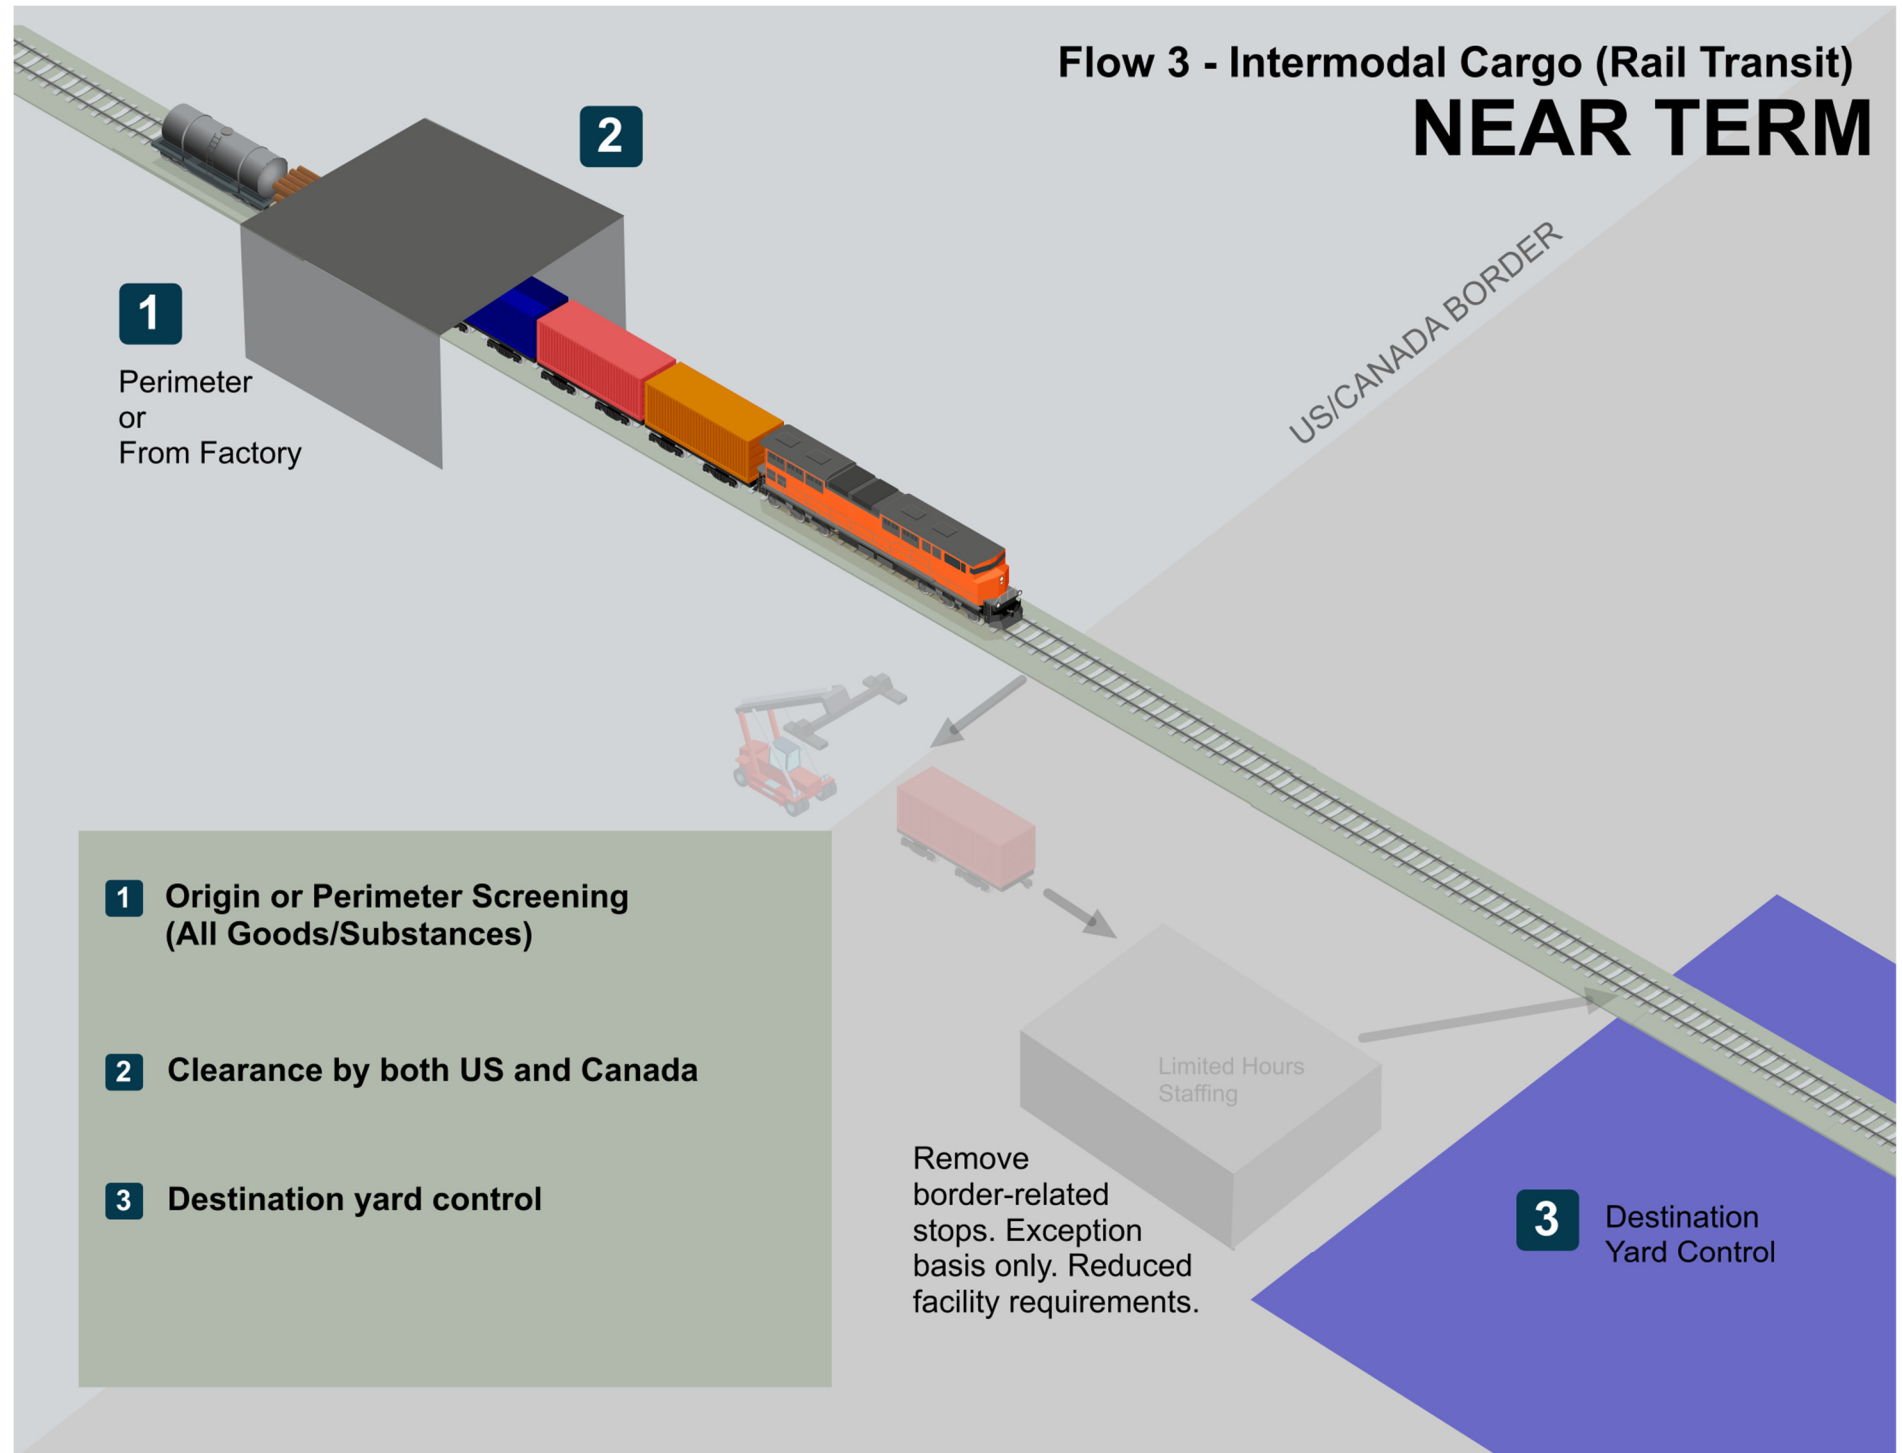 Flow 3 - Intermodal Cargo (Rail Transit)
NEAR TERM
2
US/CANADA BORDER
1
Perimeter
or
From Factory
1 Origin or Perimeter Screening
(All Goods/Substances)
2 Clearance by both US and Canada
3 Destination yard control
Limited Hours
Staffing
Remove
border-related
stops. Exception
basis only. Reduced
facility requirements.
3 Destination
Yard Control